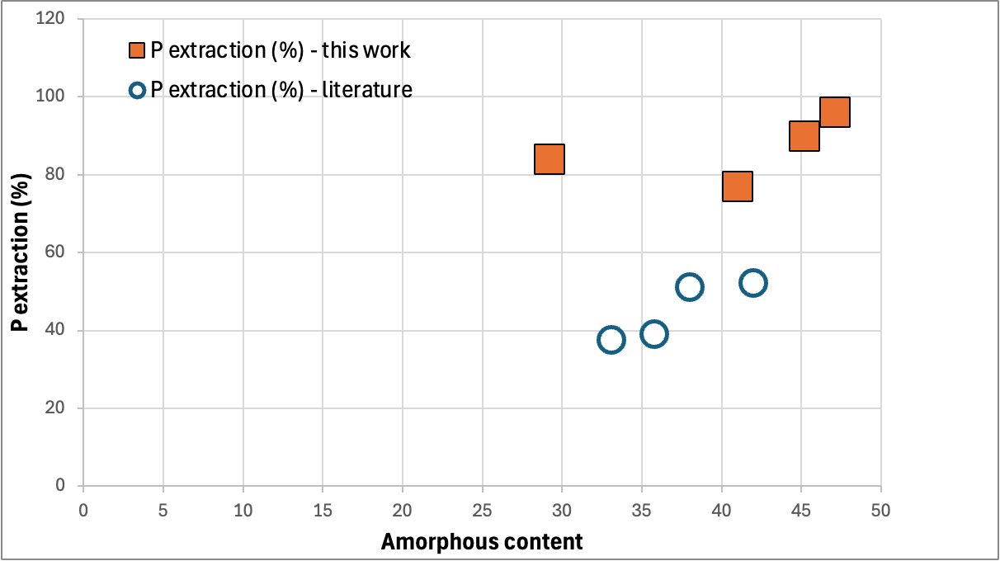 120
P extraction (%) - this work
P extraction (%) - literature
100
80
60
40
20
0
P extraction (%)
0 5 10 15 20 25 30 35 40 45 50
Amorphous content